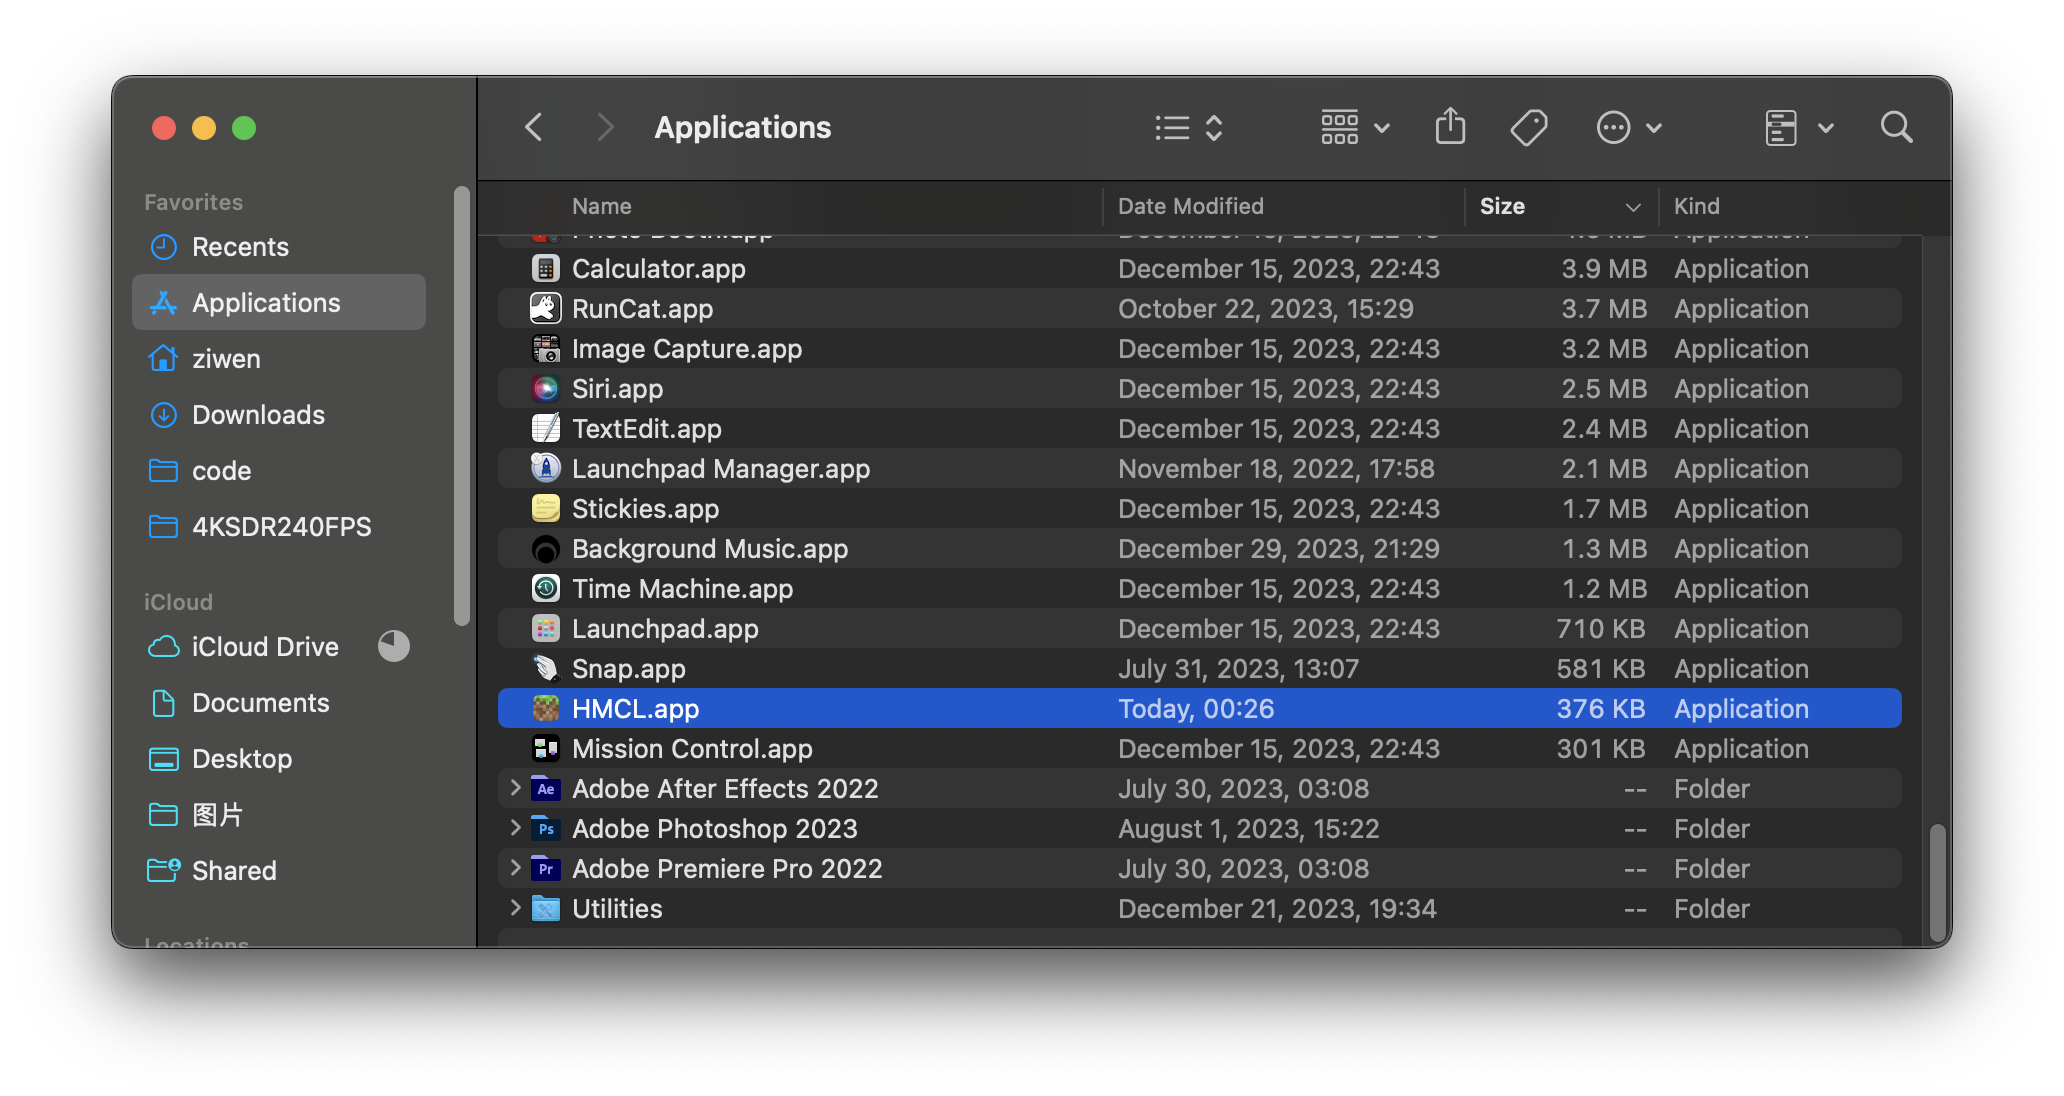 Applications
Favorites
Recents
Applications
ziwen
Downloads
code
4KSDR240FPS
iCloud
iCloud Drive
Documents
Desktop
图片
Shared
Locations
Name Date Modified Size Kind
Photo Booth.app
Calculator.app December 15, 2023, 22:43 3.9 MB Application
RunCat.app October 22, 2023, 15:29 3.7 MB Application
Image Capture.app December 15, 2023, 22:43 3.2 MB Application
Siri.app December 15, 2023, 22:43 2.5 MB Application
TextEdit.app December 15, 2023, 22:43 2.4 MB Application
Launchpad Manager.app November 18, 2022, 17:58 2.1 MB Application
Stickies.app December 15, 2023, 22:43 1.7 MB Application
Background Music.app December 29, 2023, 21:29 1.3 MB Application
Time Machine.app December 15, 2023, 22:43 1.2 MB Application
Launchpad.app December 15, 2023, 22:43 710 KB Application
Snap.app July 31, 2023, 13:07 581 KB Application
HMCL.app Today, 00:26 376 KB Application
Mission Control.app December 15, 2023, 22:43 301 KB Application
Ae Adobe After Effects 2022 July 30, 2023, 03:08 -- Folder
Ps Adobe Photoshop 2023 August 1, 2023, 15:22 -- Folder
Pr Adobe Premiere Pro 2022 July 30, 2023, 03:08 -- Folder
Utilities December 21, 2023, 19:34 -- Folder